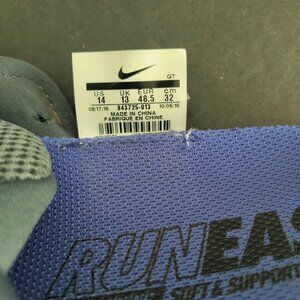 QT
US UK EUR cm
14 13 48.5 32
08/17/16 843725-013 10/06/16
MADE IN CHINA
FABRIQUE EN CHINE
RUNEAS
SOFT & SUPPORT